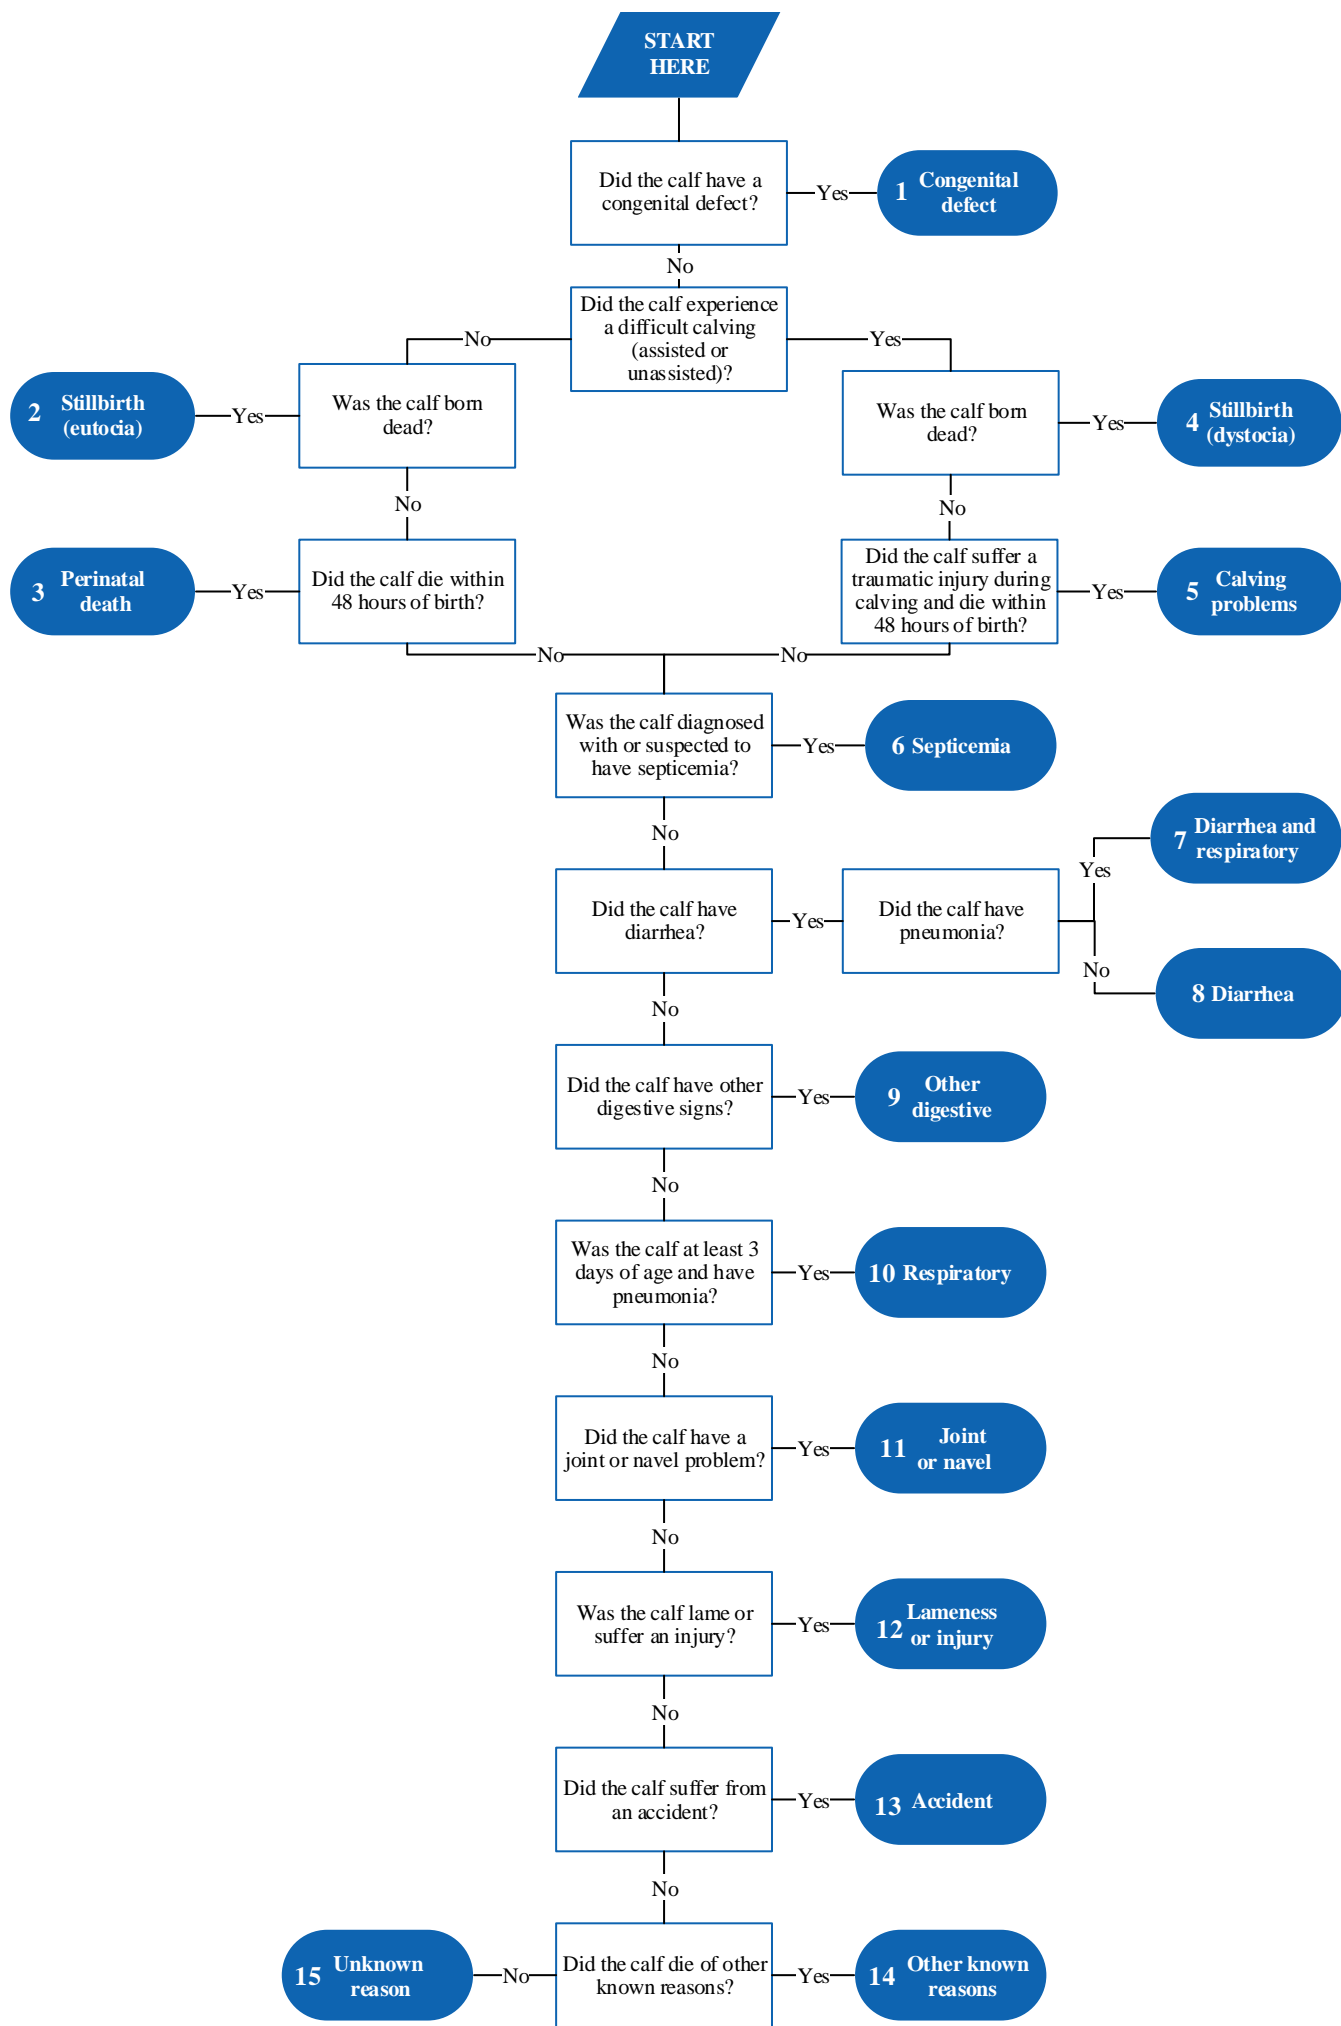 START
HERE
Did the calf have a
congenital defect?
Yes
1 Congenital
defect
No
Did the calf experience
a difficult calving
(assisted or
unassisted)?
No
Yes
Was the calf born
dead?
Yes
2 Stillbirth
(eutocia)
Was the calf born
dead?
Yes
4 Stillbirth
(dystocia)
No
No
Did the calf die within
48 hours of birth?
Yes
3 Perinatal
death
Did the calf suffer a
traumatic injury during
calving and die within
48 hours of birth?
Yes
5 Calving
problems
No
No
Was the calf diagnosed
with or suspected to
have septicemia?
Yes
6 Septicemia
No
Did the calf have
diarrhea?
Yes
Did the calf have
pneumonia?
Yes
7 Diarrhea and
respiratory
No
8 Diarrhea
No
Did the calf have other
digestive signs?
Yes
9 Other
digestive
No
Was the calf at least 3
days of age and have
pneumonia?
Yes
10 Respiratory
No
Did the calf have a
joint or navel problem?
Yes
11 Joint
or navel
No
Was the calf lame or
suffer an injury?
Yes
12 Lameness
or injury
No
Did the calf suffer from
an accident?
Yes
13 Accident
No
Did the calf die of other
known reasons?
Yes
14 Other known
reasons
No
15 Unknown
reason